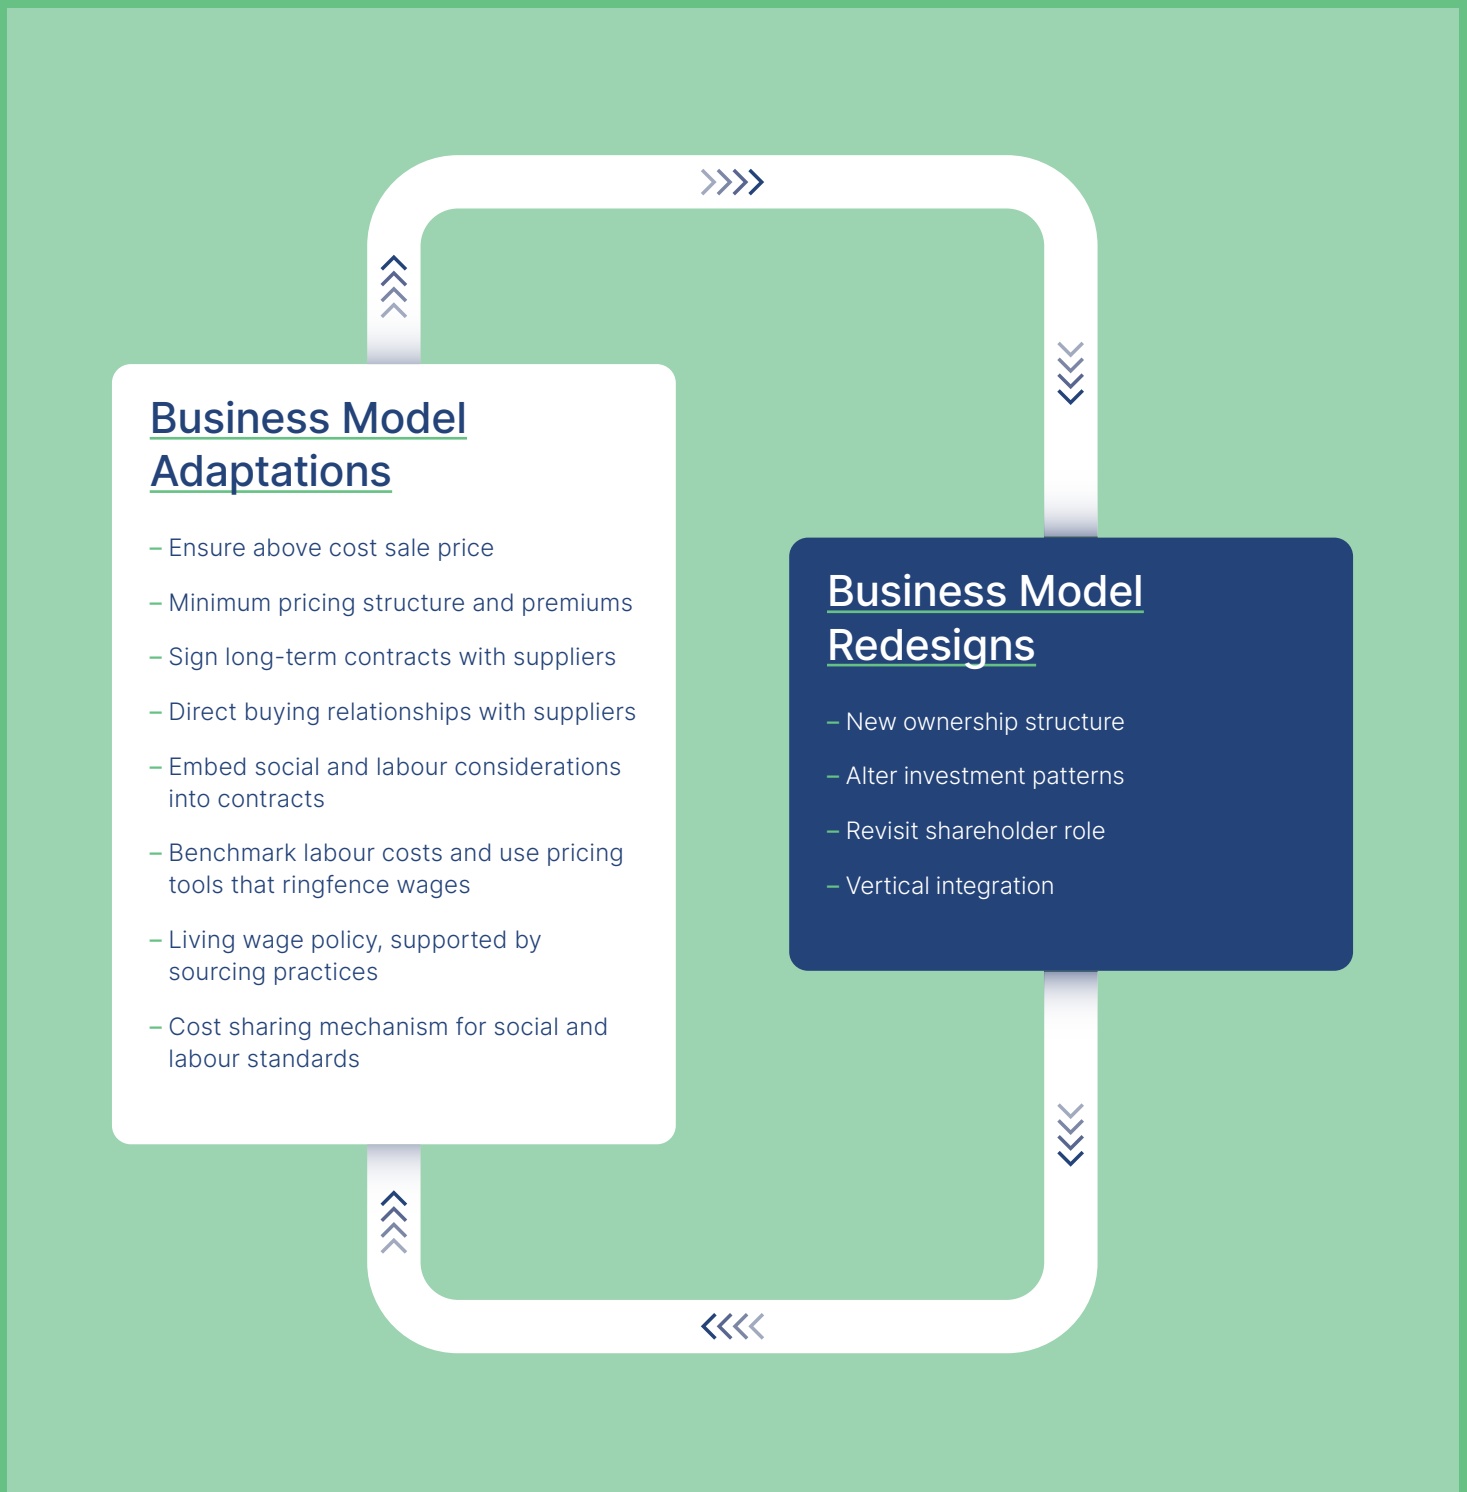 Business Model
Adaptations
– Ensure above cost sale price
– Minimum pricing structure and premiums
– Sign long-term contracts with suppliers
– Direct buying relationships with suppliers
– Embed social and labour considerations
into contracts
– Benchmark labour costs and use pricing
tools that ringfence wages
– Living wage policy, supported by
sourcing practices
– Cost sharing mechanism for social and
labour standards
Business Model
Redesigns
– New ownership structure
– Alter investment patterns
– Revisit shareholder role
– Vertical integration